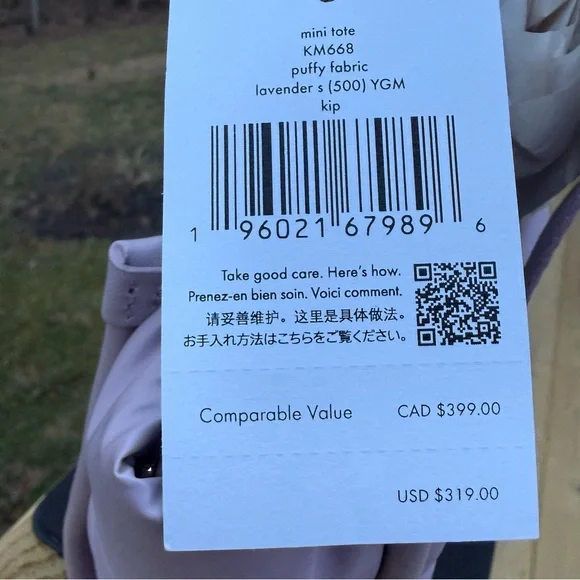 mini tote
KM668
puffy fabric
lavender s (500) YGM
kip
1 96021 67989 6
Take good care. Here's how.
Prenez-en bien soin. Voici comment.
请妥善维护。这里是具体做法。
お手入れ方法はこちらをご覧ください。
Comparable Value CAD $399.00
USD $319.00